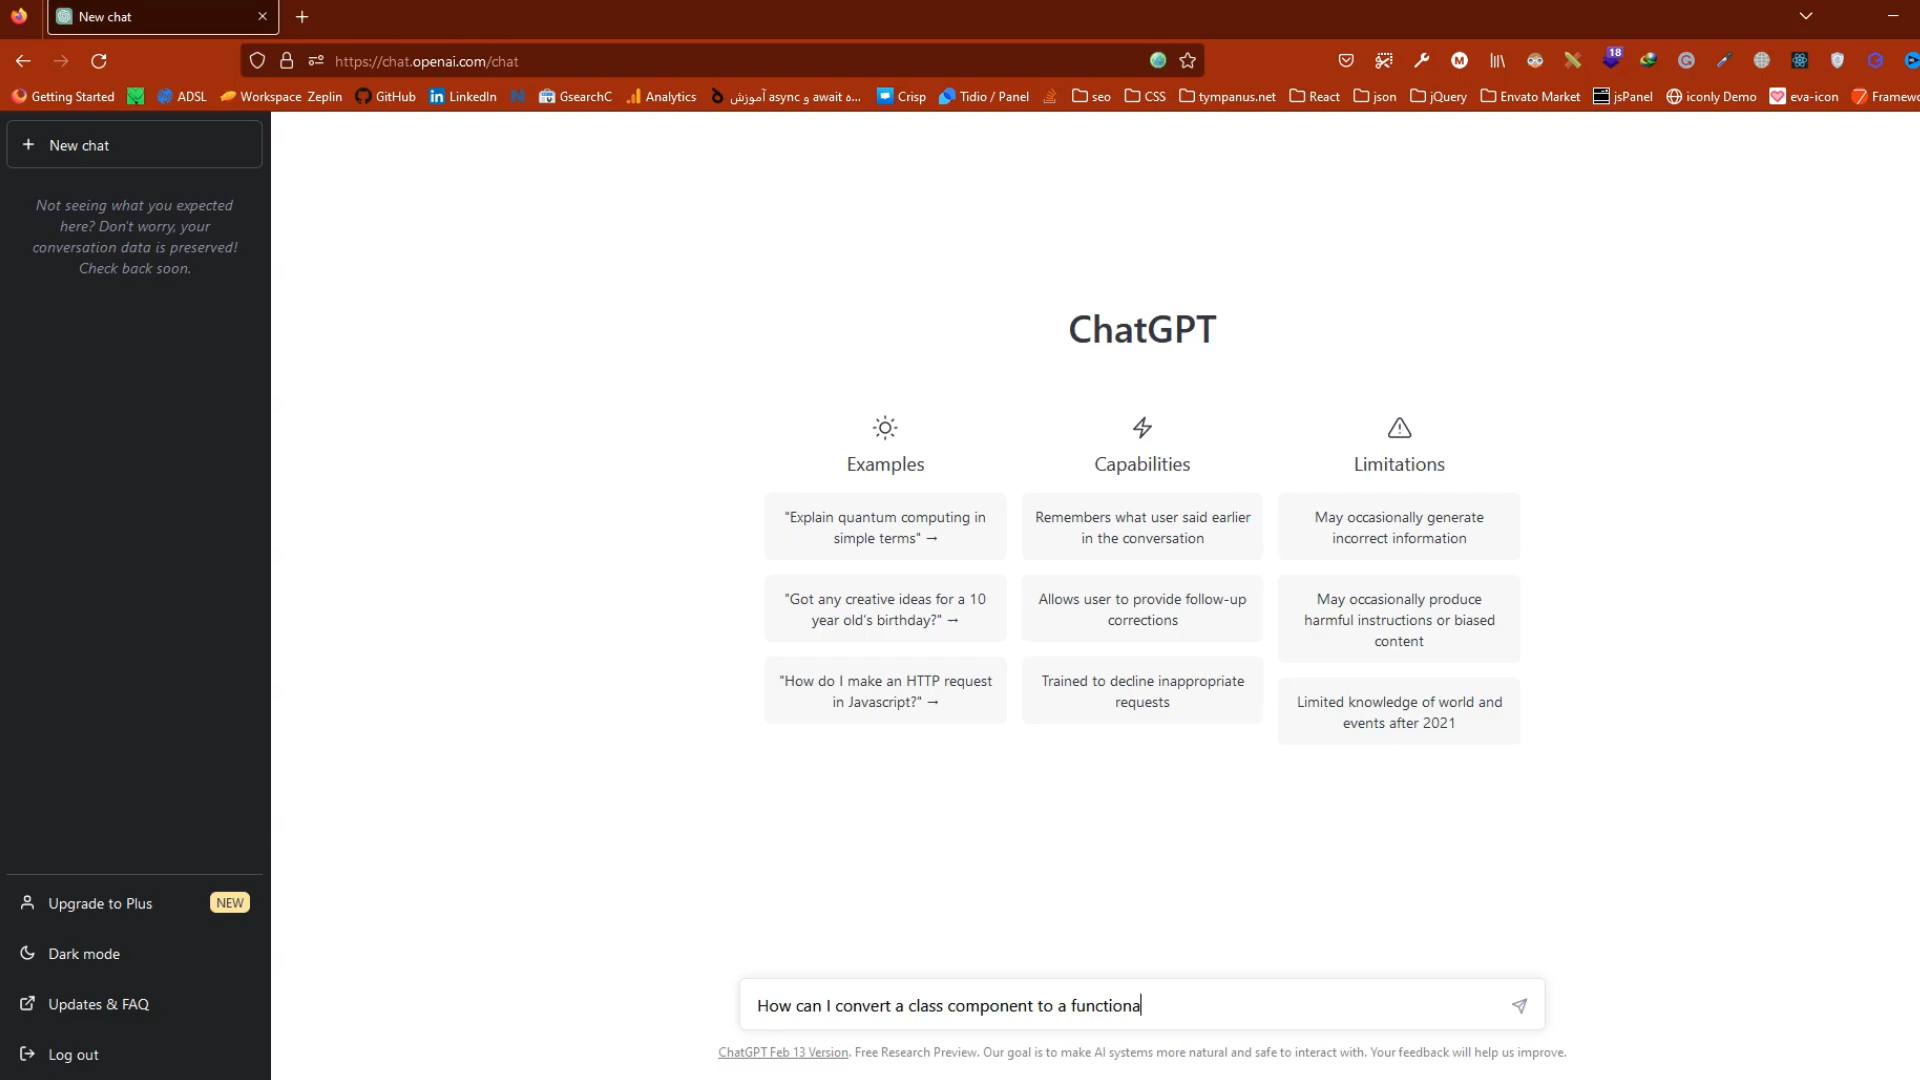 New chat
https://chat.openai.com/chat
18
Getting Started
ADSL
Workspace Zeplin
GitHub
LinkedIn
GsearchC
Analytics
آموزش async و await ه...
Crisp
Tidio / Panel
seo
CSS
tympanus.net
React
json
jQuery
Envato Market
jsPanel
iconly Demo
eva-icon
Framewo
New chat
Not seeing what you expected
here? Don't worry, your
conversation data is preserved!
Check back soon.
ChatGPT
Examples
"Explain quantum computing in
simple terms" →
"Got any creative ideas for a 10
year old's birthday?" →
"How do I make an HTTP request
in Javascript?" →
Capabilities
Remembers what user said earlier
in the conversation
Allows user to provide follow-up
corrections
Trained to decline inappropriate
requests
Limitations
May occasionally generate
incorrect information
May occasionally produce
harmful instructions or biased
content
Limited knowledge of world and
events after 2021
Upgrade to Plus
NEW
Dark mode
Updates & FAQ
Log out
How can I convert a class component to a functiona
ChatGPT Feb 13 Version. Free Research Preview. Our goal is to make AI systems more natural and safe to interact with. Your feedback will help us improve.